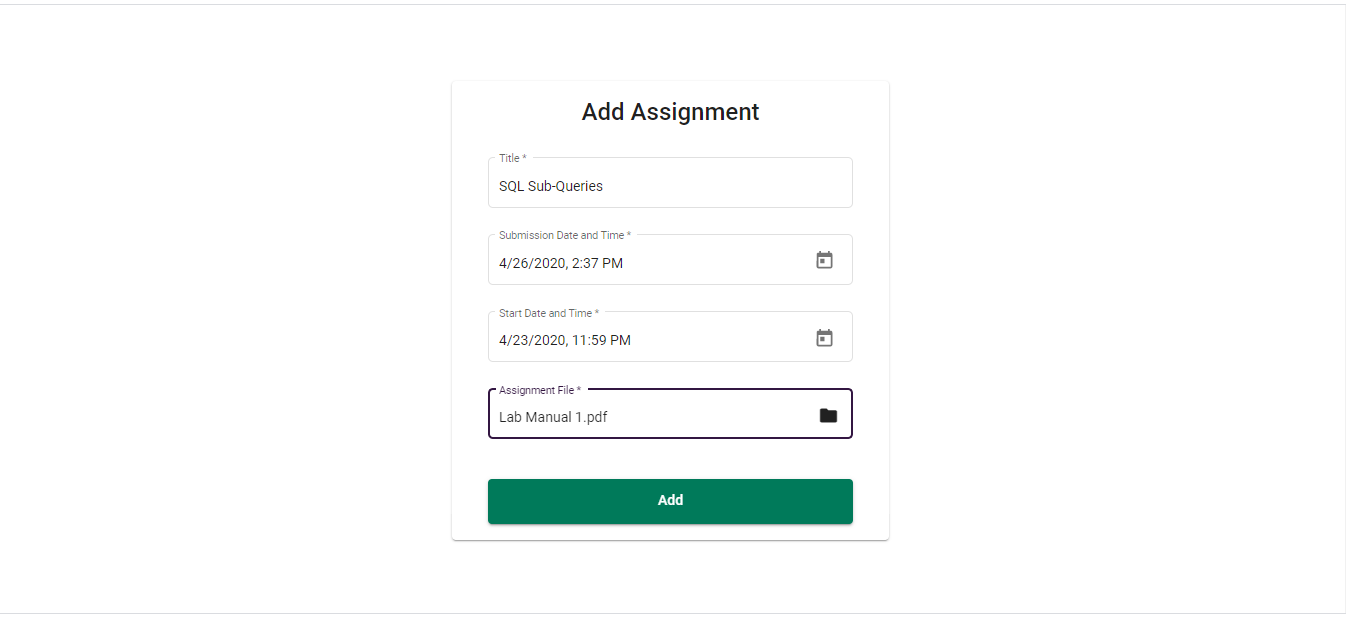 Add Assignment
Title *
SQL Sub-Queries
Submission Date and Time *
4/26/2020, 2:37 PM
Start Date and Time *
4/23/2020, 11:59 PM
Assignment File *
Lab Manual 1.pdf
Add